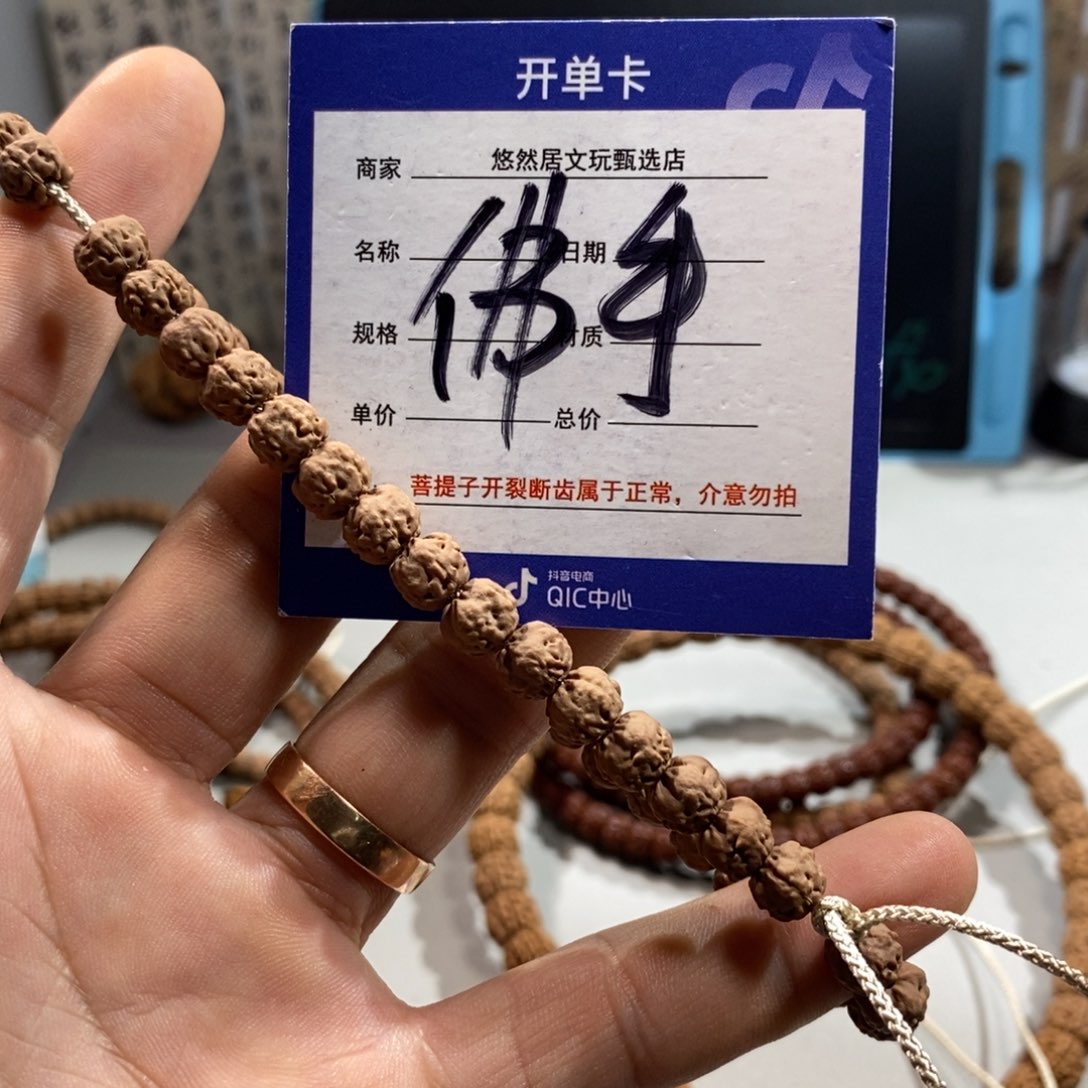 开单卡
商家 悠然居文玩甄选店
名称 日期
佛手
规格 材质
单价 总价
菩提子开裂断齿属于正常，介意勿拍
抖音电商
QIC中心